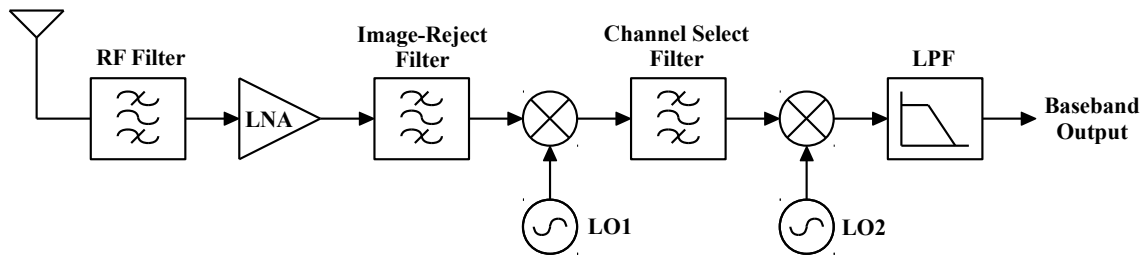 RF Filter
LNA
Image-Reject
Filter
Channel Select
Filter
LPF
Baseband
Output
LO1
LO2